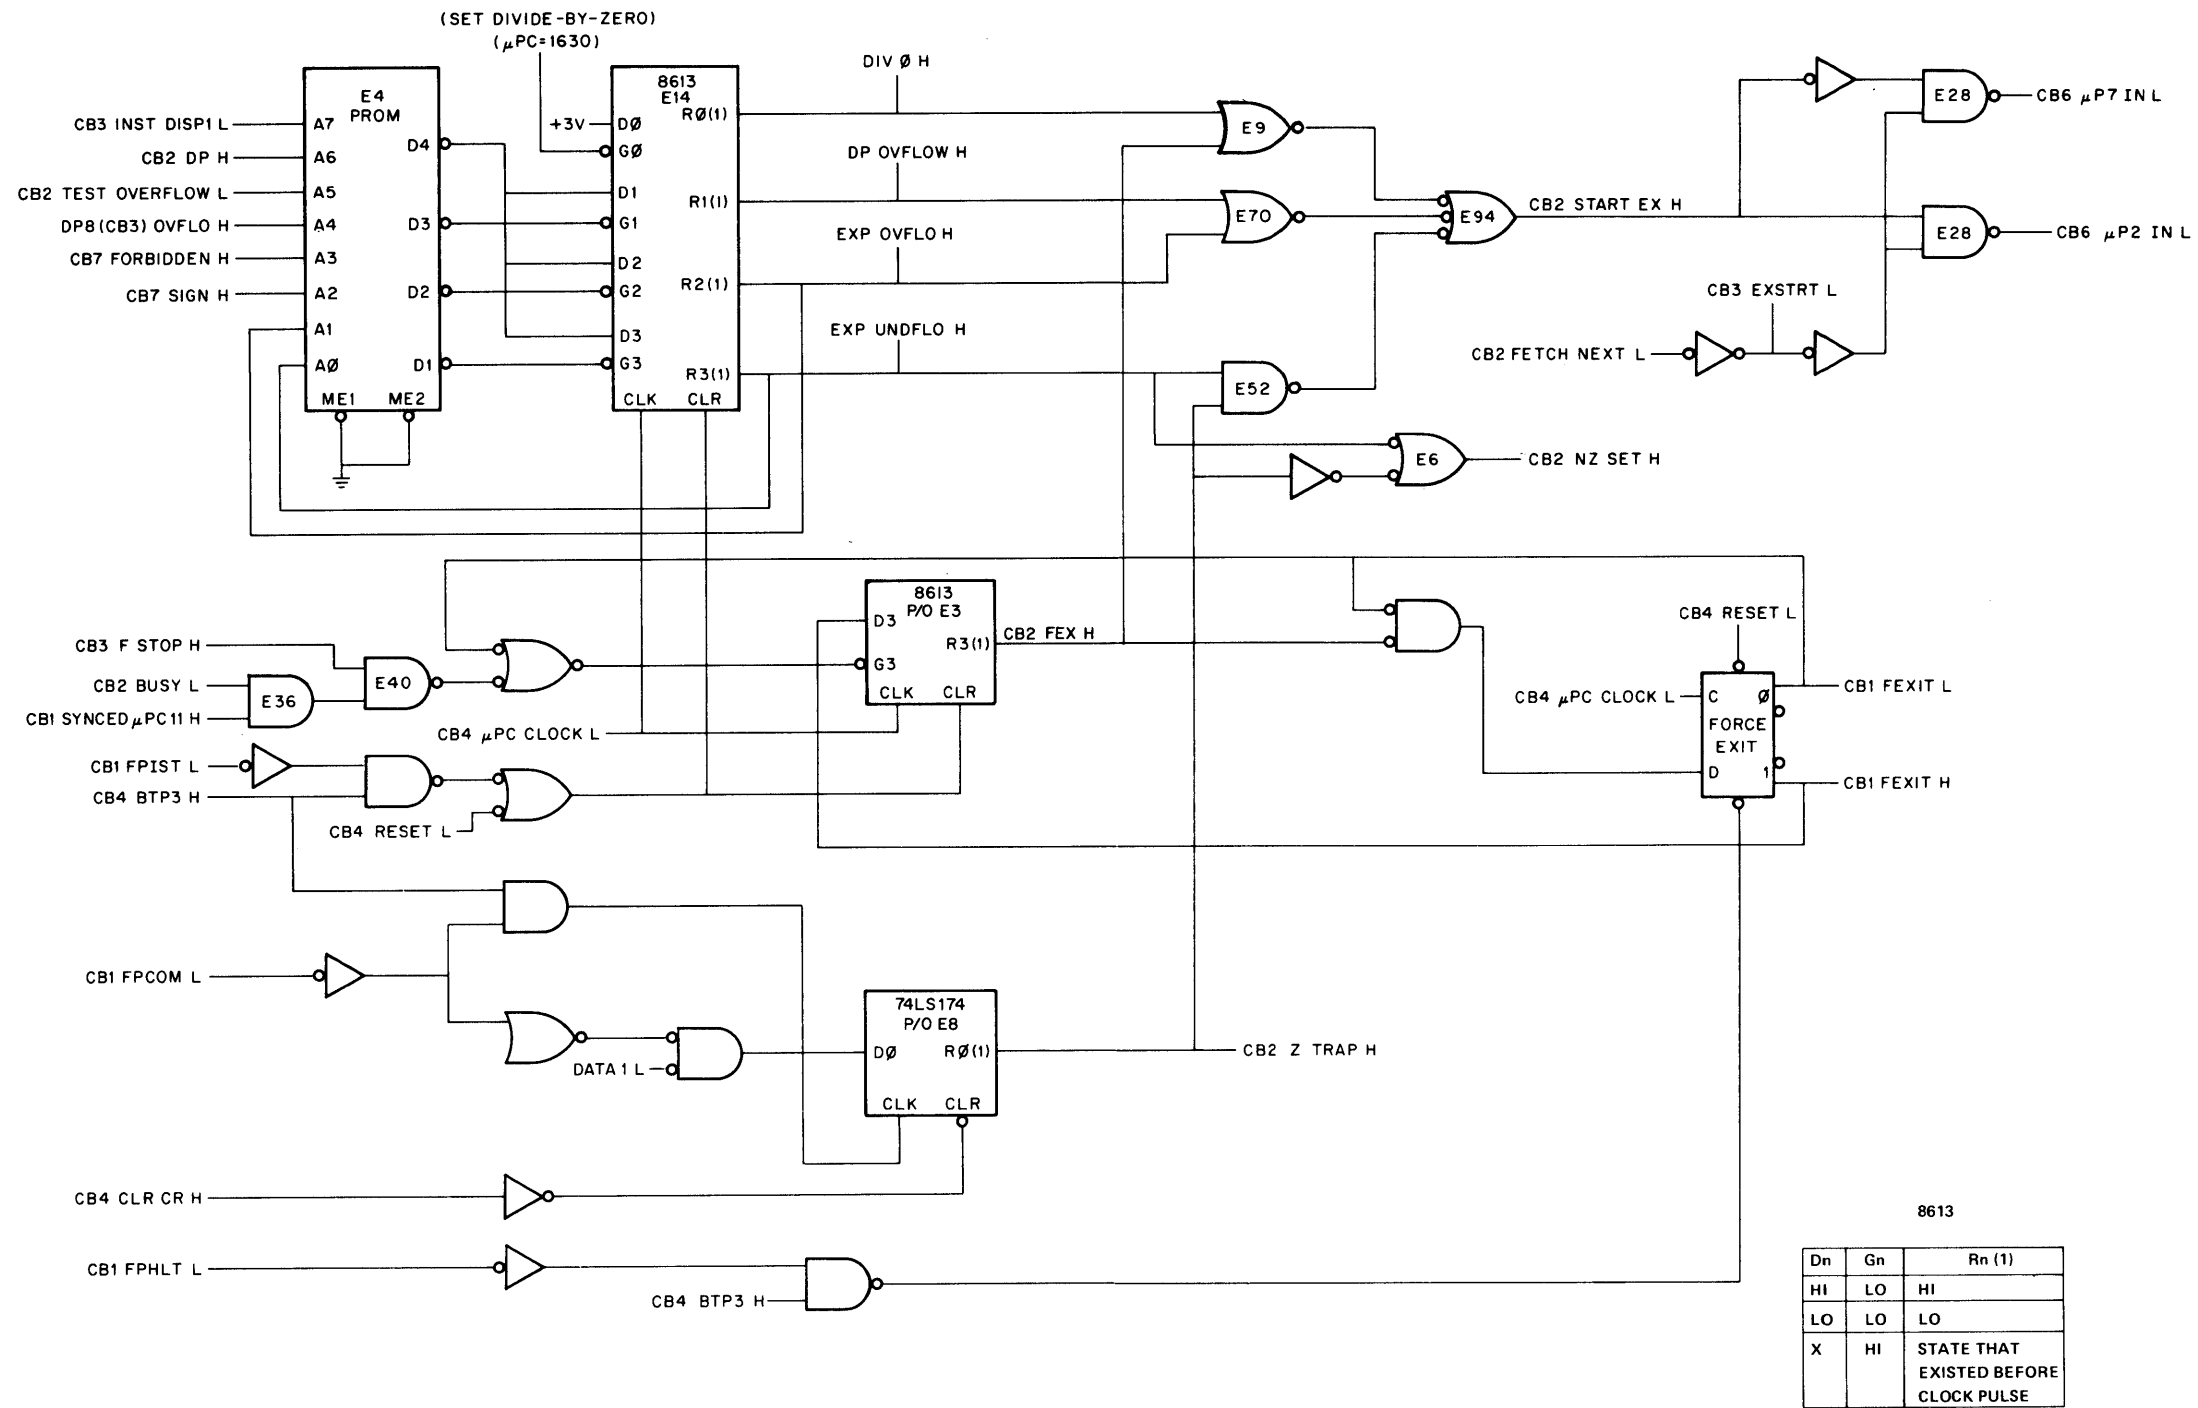 (SET DIVIDE-BY-ZERO)
(μPC=1630)
E4
PROM
CB3 INST DISP1 L
CB2 DP H
CB2 TEST OVERFLOW L
DP8(CB3) OVFLO H
CB7 FORBIDDEN H
CB7 SIGN H
A7
A6
A5
A4
A3
A2
A1
AØ
D4
D3
D2
D1
ME1 ME2
+3V
8613
E14
DØ
GØ
D1
G1
D2
G2
D3
G3
CLK CLR
RØ(1)
R1(1)
R2(1)
R3(1)
DIV Ø H
DP OVFLOW H
EXP OVFLO H
EXP UNDFLO H
E9
E70
E94
E52
E6
CB2 START EX H
E28
CB6 μP7 IN L
E28
CB6 μP2 IN L
CB3 EXSTRT L
CB2 FETCH NEXT L
CB2 NZ SET H
CB3 F STOP H
CB2 BUSY L
CB1 SYNCED μPC11 H
E36
E40
8613
P/O E3
D3
G3
R3(1)
CLK CLR
CB2 FEX H
CB4 μPC CLOCK L
CB1 FPIST L
CB4 BTP3 H
CB4 RESET L
CB4 RESET L
CB4 μPC CLOCK L
C Ø
FORCE
EXIT
D 1
CB1 FEXIT L
CB1 FEXIT H
CB1 FPCOM L
DATA 1 L
74LS174
P/O E8
DØ RØ(1)
CLK CLR
CB2 Z TRAP H
CB4 CLR CR H
CB1 FPHLT L
CB4 BTP3 H
8613
Dn Gn Rn (1)
HI LO HI
LO LO LO
X HI STATE THAT
EXISTED BEFORE
CLOCK PULSE